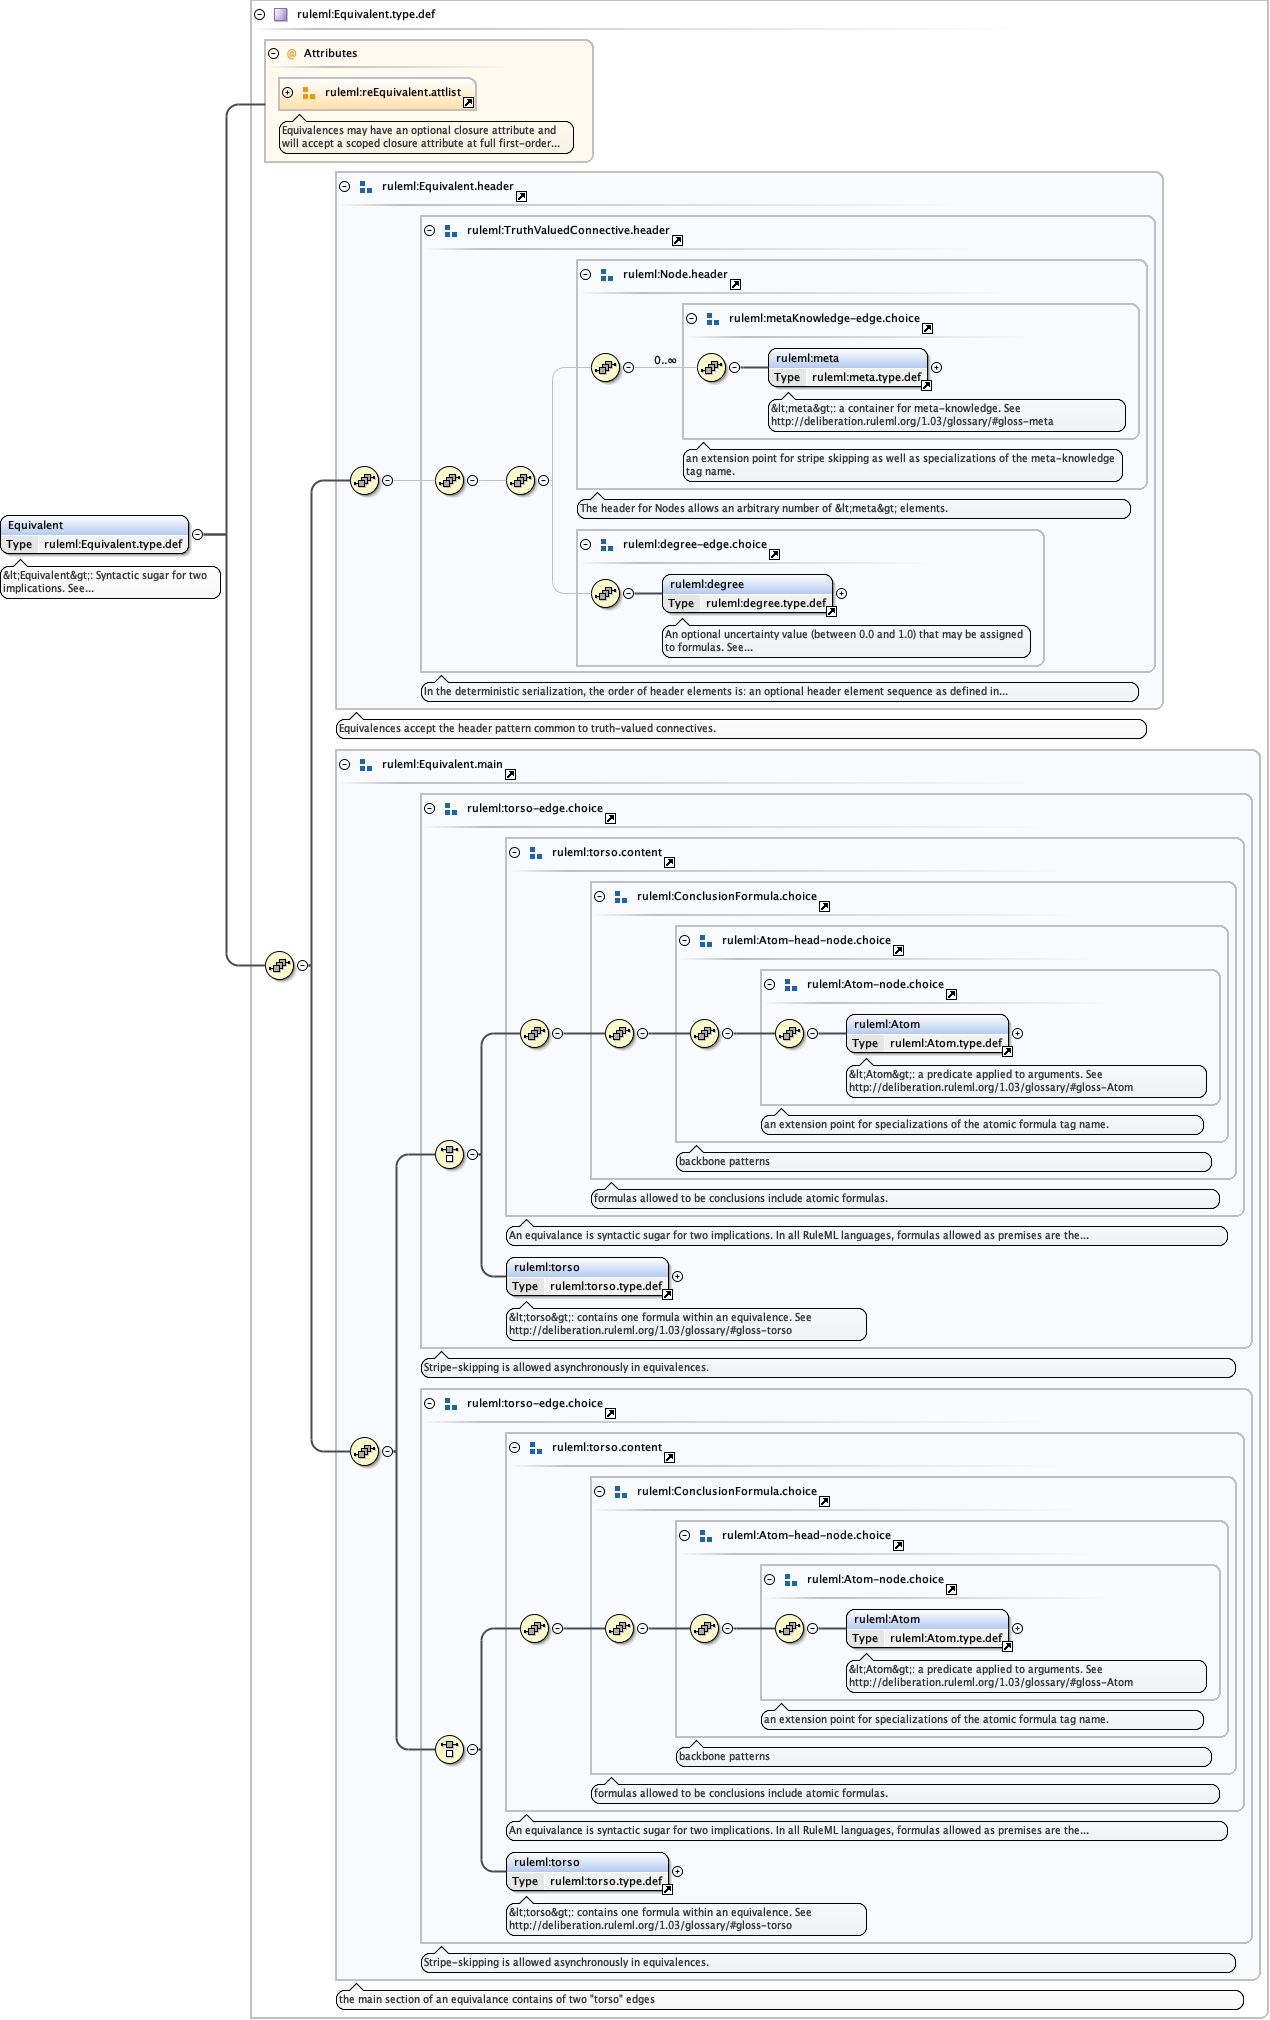 ruleml:Equivalent.type.def
@ Attributes
ruleml:reEquivalent.attlist
Equivalences may have an optional closure attribute and
will accept a scoped closure attribute at full first-order...
ruleml:Equivalent.header
ruleml:TruthValuedConnective.header
ruleml:Node.header
ruleml:metaKnowledge-edge.choice
0..∞
ruleml:meta
Type ruleml:meta.type.def
&lt;meta&gt;: a container for meta-knowledge. See
http://deliberation.ruleml.org/1.03/glossary/#gloss-meta
an extension point for stripe skipping as well as specializations of the meta-knowledge
tag name.
The header for Nodes allows an arbitrary number of &lt;meta&gt; elements.
Equivalent
Type ruleml:Equivalent.type.def
&lt;Equivalent&gt;: Syntactic sugar for two
implications. See...
ruleml:degree-edge.choice
ruleml:degree
Type ruleml:degree.type.def
An optional uncertainty value (between 0.0 and 1.0) that may be assigned
to formulas. See...
In the deterministic serialization, the order of header elements is: an optional header element sequence as defined in...
Equivalences accept the header pattern common to truth-valued connectives.
ruleml:Equivalent.main
ruleml:torso-edge.choice
ruleml:torso.content
ruleml:ConclusionFormula.choice
ruleml:Atom-head-node.choice
ruleml:Atom-node.choice
ruleml:Atom
Type ruleml:Atom.type.def
&lt;Atom&gt;: a predicate applied to arguments. See
http://deliberation.ruleml.org/1.03/glossary/#gloss-Atom
an extension point for specializations of the atomic formula tag name.
backbone patterns
formulas allowed to be conclusions include atomic formulas.
An equivalance is syntactic sugar for two implications. In all RuleML languages, formulas allowed as premises are the...
ruleml:torso
Type ruleml:torso.type.def
&lt;torso&gt;: contains one formula within an equivalence. See
http://deliberation.ruleml.org/1.03/glossary/#gloss-torso
Stripe-skipping is allowed asynchronously in equivalences.
ruleml:torso-edge.choice
ruleml:torso.content
ruleml:ConclusionFormula.choice
ruleml:Atom-head-node.choice
ruleml:Atom-node.choice
ruleml:Atom
Type ruleml:Atom.type.def
&lt;Atom&gt;: a predicate applied to arguments. See
http://deliberation.ruleml.org/1.03/glossary/#gloss-Atom
an extension point for specializations of the atomic formula tag name.
backbone patterns
formulas allowed to be conclusions include atomic formulas.
An equivalance is syntactic sugar for two implications. In all RuleML languages, formulas allowed as premises are the...
ruleml:torso
Type ruleml:torso.type.def
&lt;torso&gt;: contains one formula within an equivalence. See
http://deliberation.ruleml.org/1.03/glossary/#gloss-torso
Stripe-skipping is allowed asynchronously in equivalences.
the main section of an equivalance contains of two "torso" edges